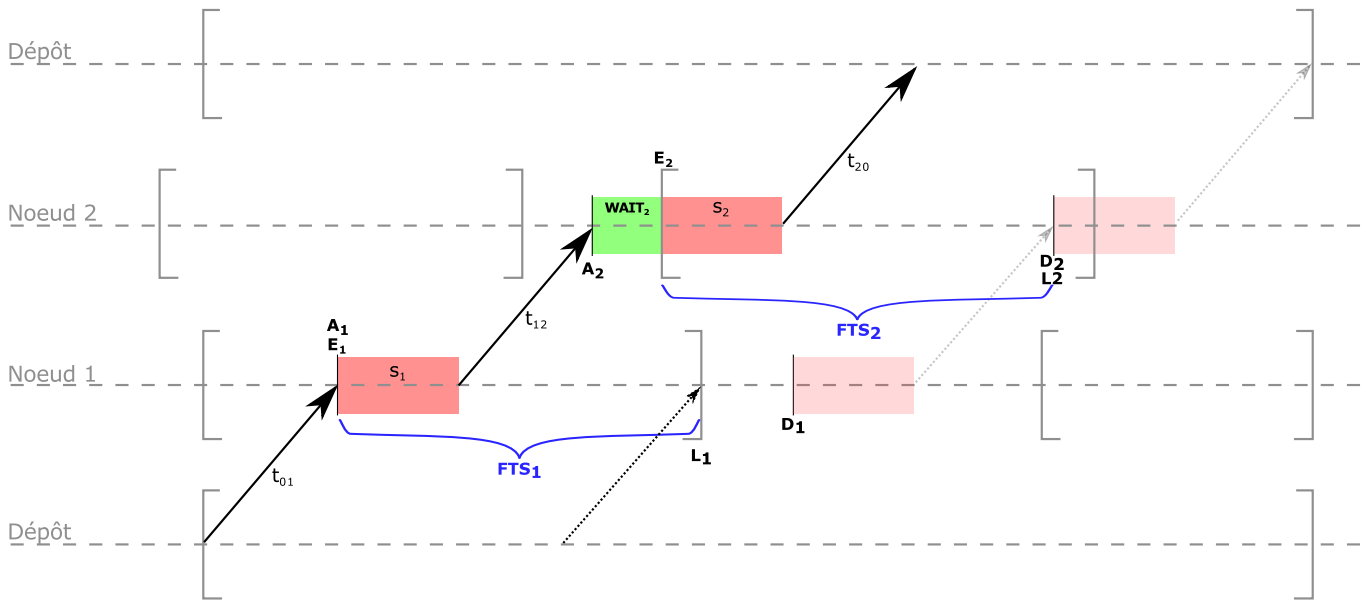 Dépôt
t₂₀
E₂
Noeud 2
WAIT₂
S₂
A₂
D₂
L2
t₁₂
FTS₂
A₁
E₁
Noeud 1
S₁
D₁
L₁
FTS₁
t₀₁
Dépôt